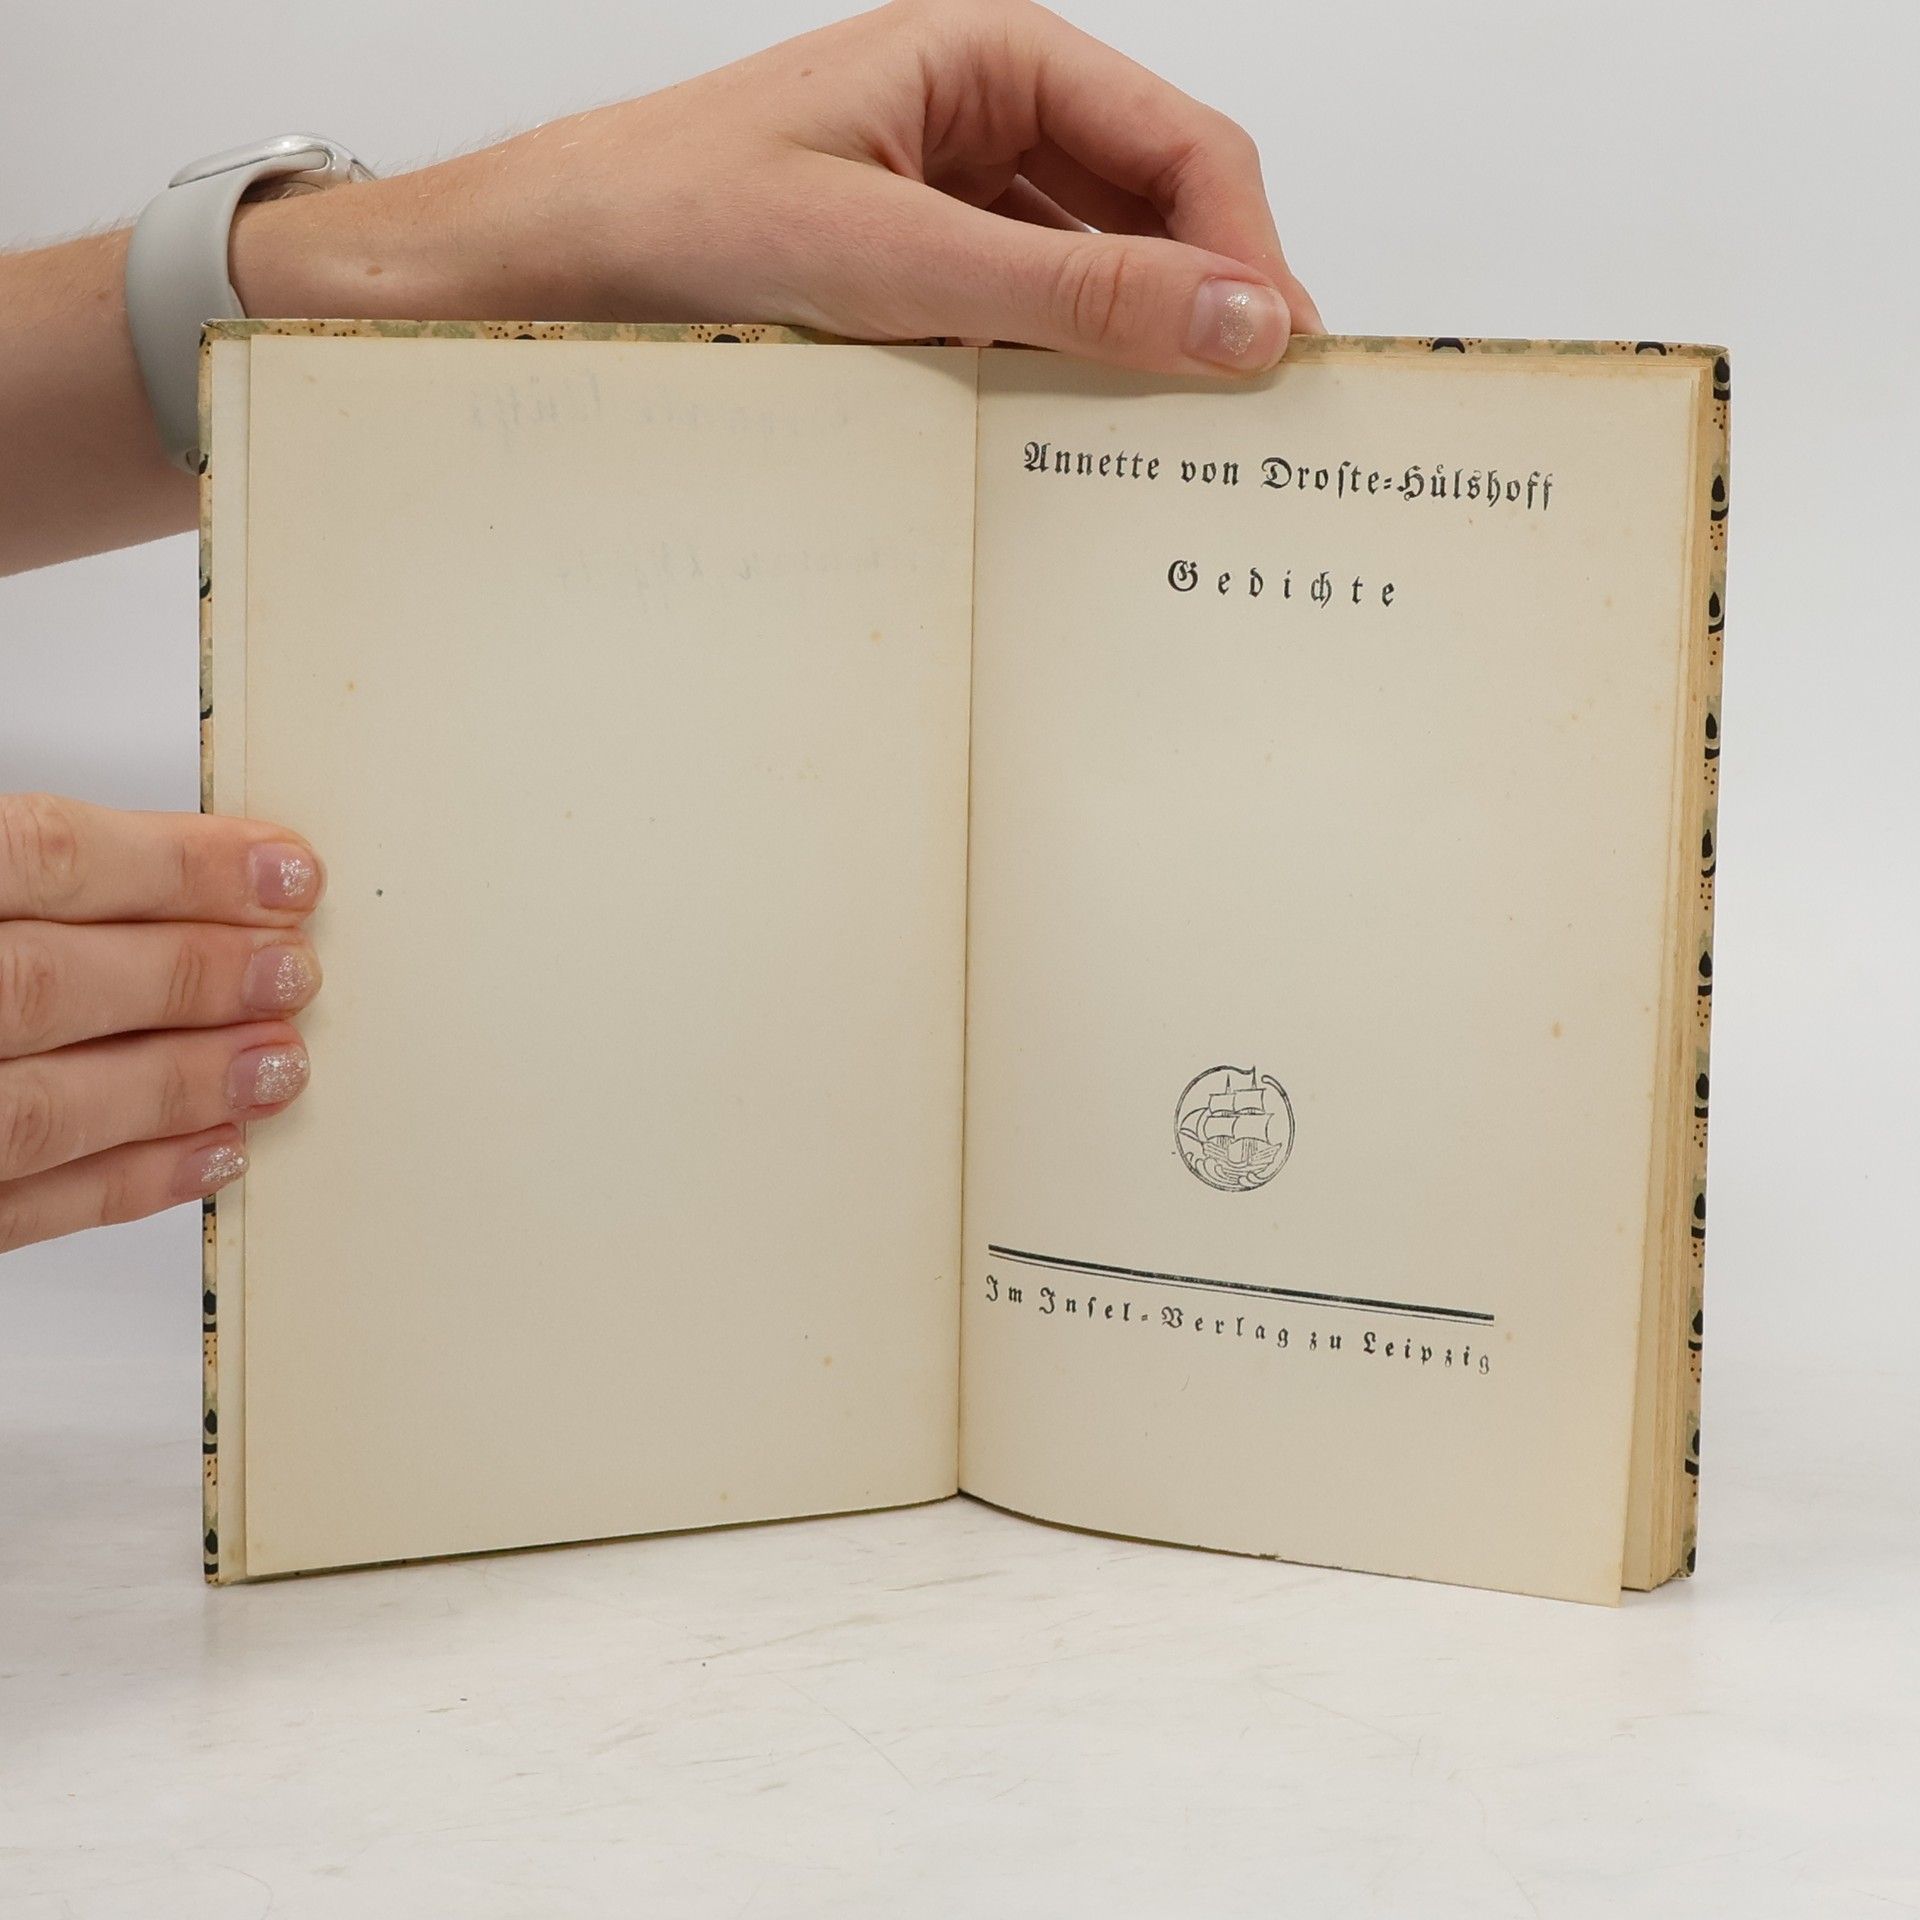 Annette von Droſte-Hülshoff
Gedichte
Im Inſel-Verlag zu Leipzig